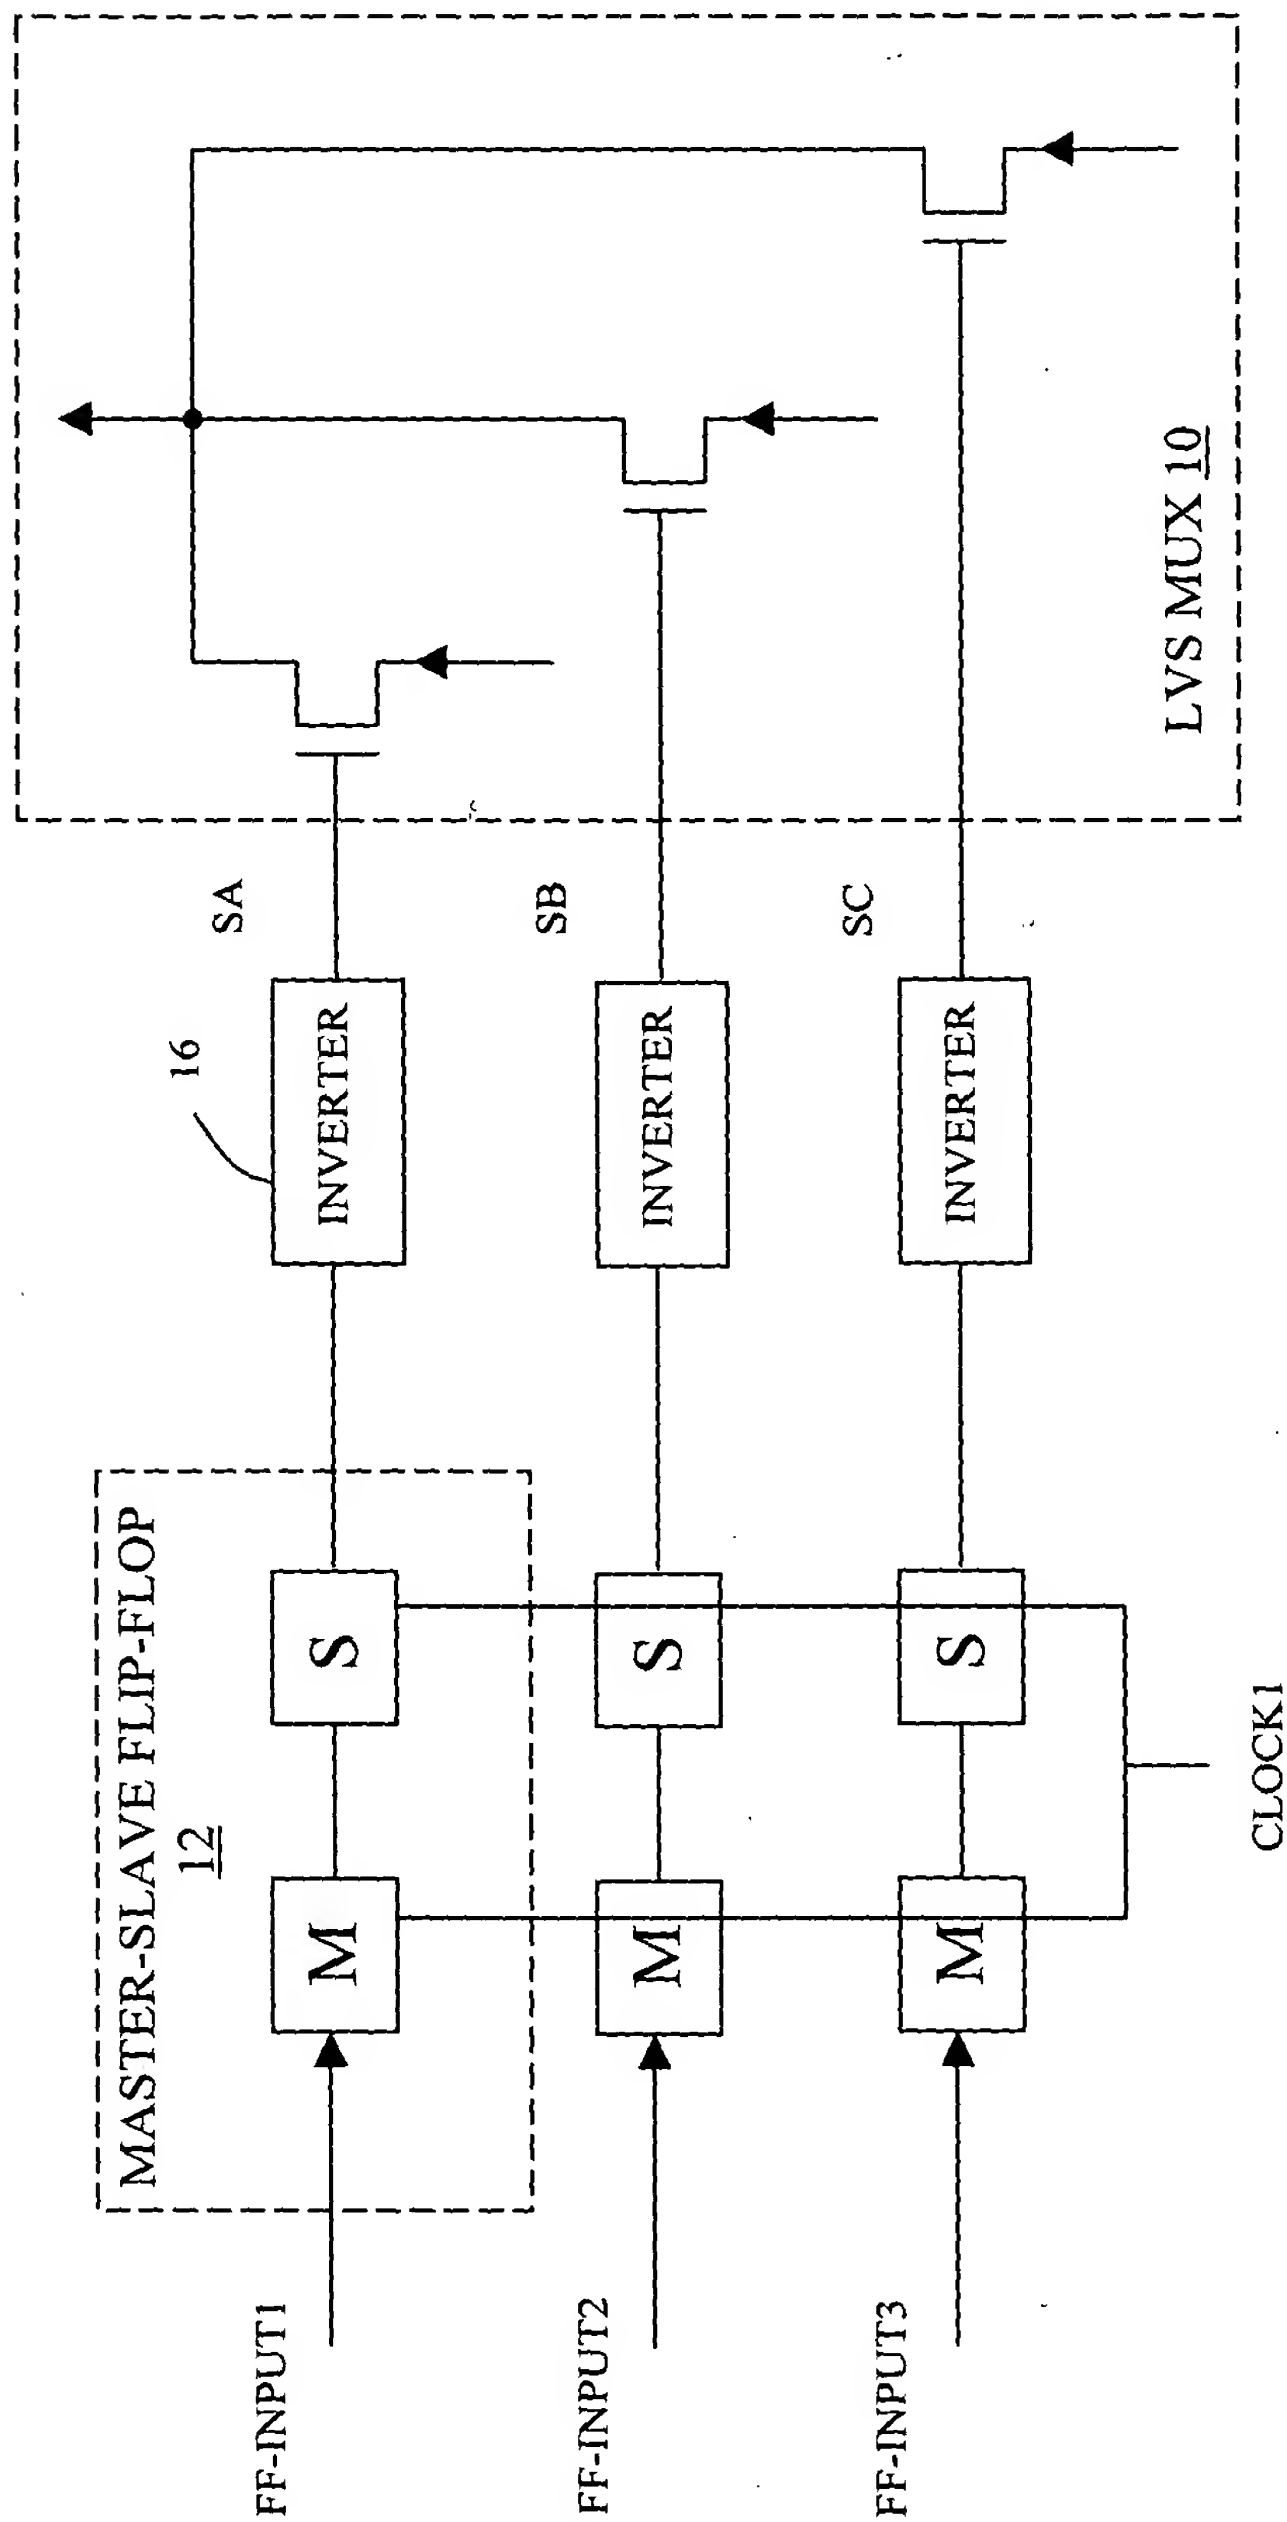 MASTER-SLAVE FLIP-FLOP
12
FF-INPUT1
M
S
16
INVERTER
SA
FF-INPUT2
M
S
INVERTER
SB
FF-INPUT3
M
S
INVERTER
SC
CLOCK1
LVS MUX 10